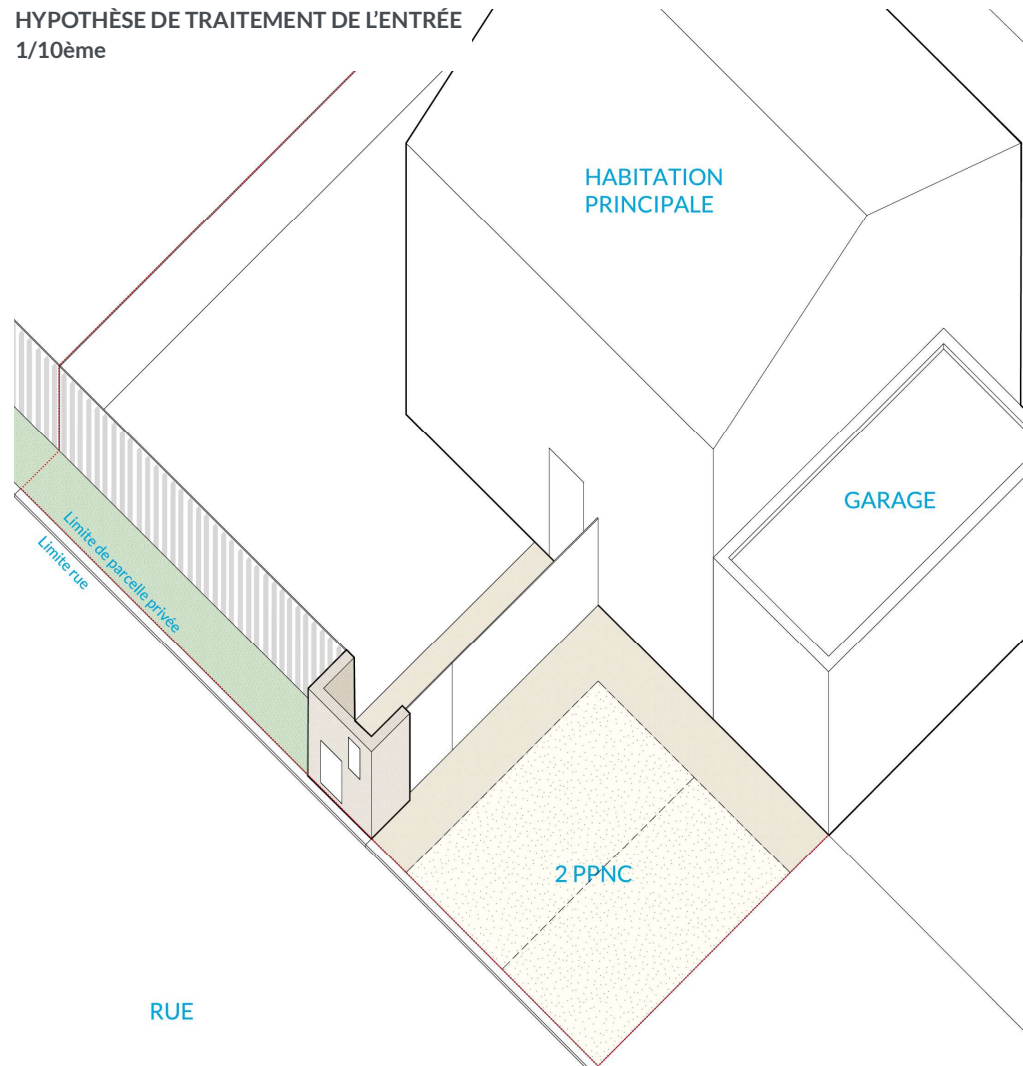 HYPOTHÈSE DE TRAITEMENT DE L'ENTRÉE
1/10ème
HABITATION
PRINCIPALE
GARAGE
Limite de parcelle privée
Limite rue
2 PPNC
RUE